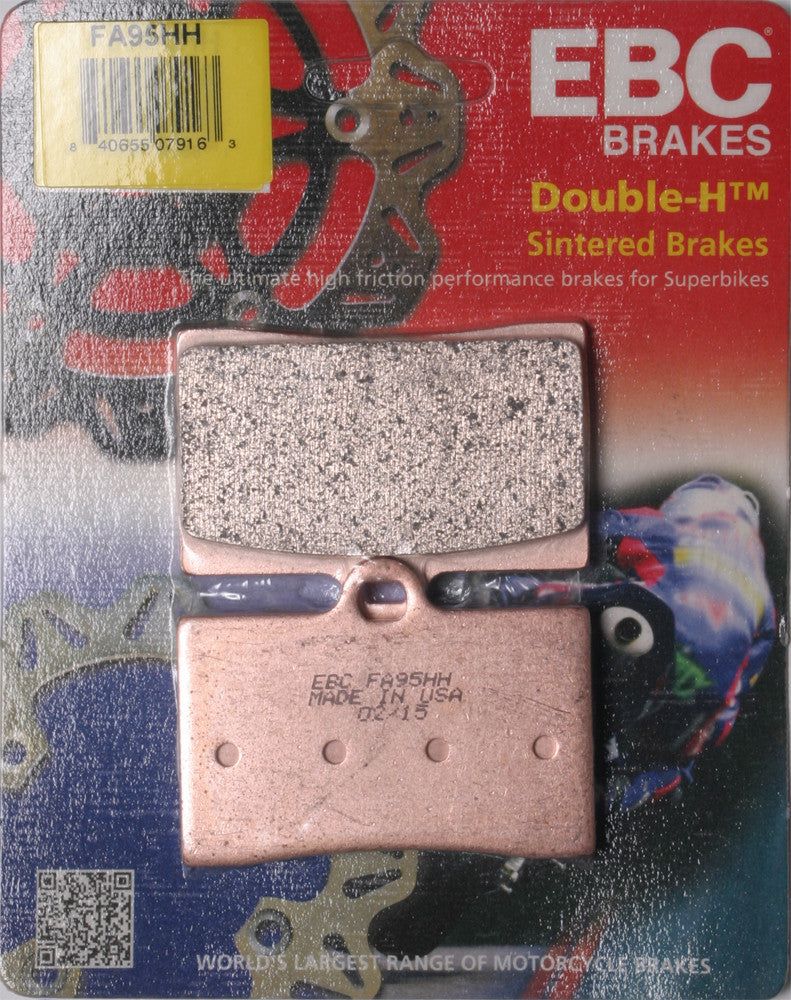 FA95HH
8 40655 07916 3
EBC®
BRAKES
Double-H™
Sintered Brakes
The ultimate high friction performance brakes for Superbikes
EBC FA95HH
MADE IN USA
02 15
WORLD'S LARGEST RANGE OF MOTORCYCLE BRAKES